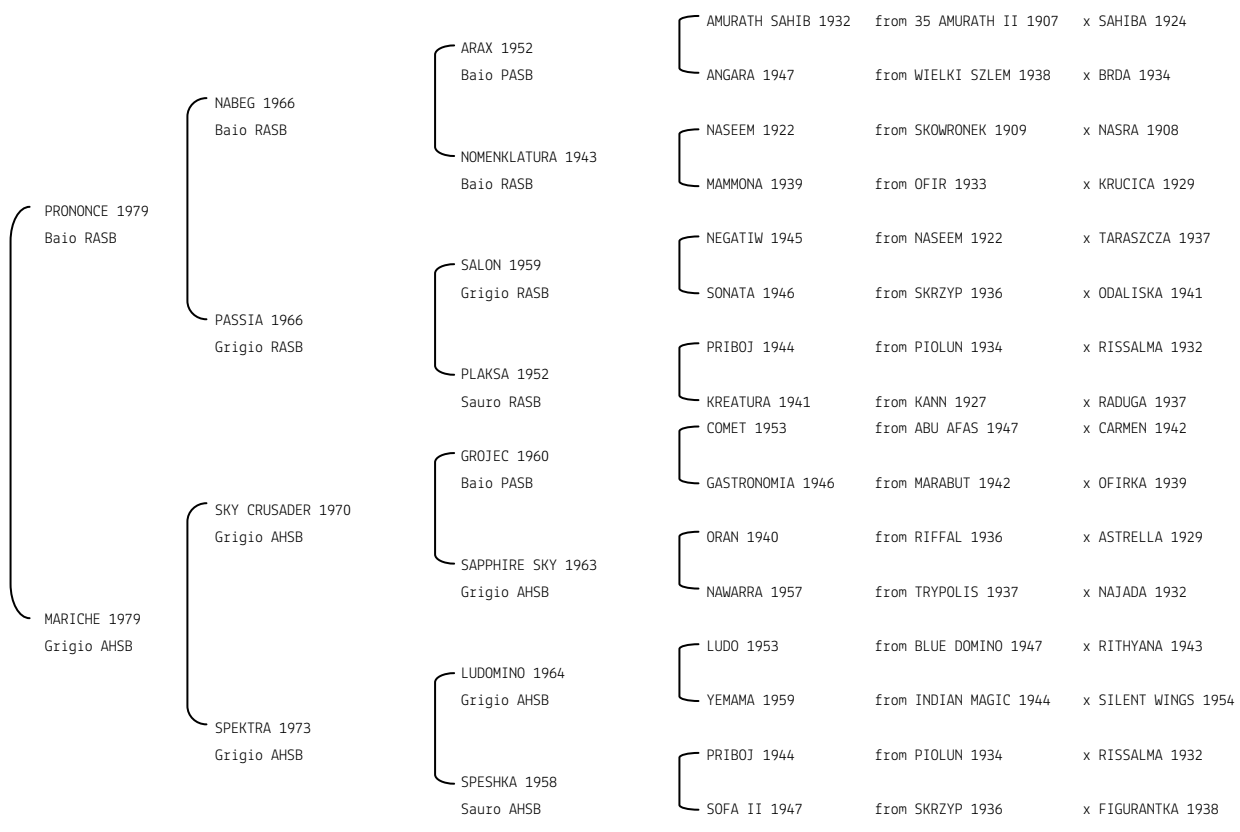 AMURATH SAHIB 1932 from 35 AMURATH II 1907 x SAHIBA 1924
ARAX 1952
Baio PASB
ANGARA 1947 from WIELKI SZLEM 1938 x BRDA 1934
NABEG 1966
Baio RASB
NASEEM 1922 from SKOWRONEK 1909 x NASRA 1908
NOMENKLATURA 1943
Baio RASB
MAMMONA 1939 from OFIR 1933 x KRUCICA 1929
PRONONCE 1979
Baio RASB
NEGATIW 1945 from NASEEM 1922 x TARASZCZA 1937
SALON 1959
Grigio RASB
SONATA 1946 from SKRZYP 1936 x ODALISKA 1941
PASSIA 1966
Grigio RASB
PRIBOJ 1944 from PIOLUN 1934 x RISSALMA 1932
PLAKSA 1952
Sauro RASB
KREATURA 1941 from KANN 1927 x RADUGA 1937
COMET 1953 from ABU AFAS 1947 x CARMEN 1942
GROJEC 1960
Baio PASB
GASTRONOMIA 1946 from MARABUT 1942 x OFIRKA 1939
SKY CRUSADER 1970
Grigio AHSB
ORAN 1940 from RIFFAL 1936 x ASTRELLA 1929
SAPPHIRE SKY 1963
Grigio AHSB
NAWARRA 1957 from TRYPOLIS 1937 x NAJADA 1932
MARICHE 1979
Grigio AHSB
LUDO 1953 from BLUE DOMINO 1947 x RITHYANA 1943
LUDOMINO 1964
Grigio AHSB
YEMAMA 1959 from INDIAN MAGIC 1944 x SILENT WINGS 1954
SPEKTRA 1973
Grigio AHSB
PRIBOJ 1944 from PIOLUN 1934 x RISSALMA 1932
SPESHKA 1958
Sauro AHSB
SOFA II 1947 from SKRZYP 1936 x FIGURANTKA 1938